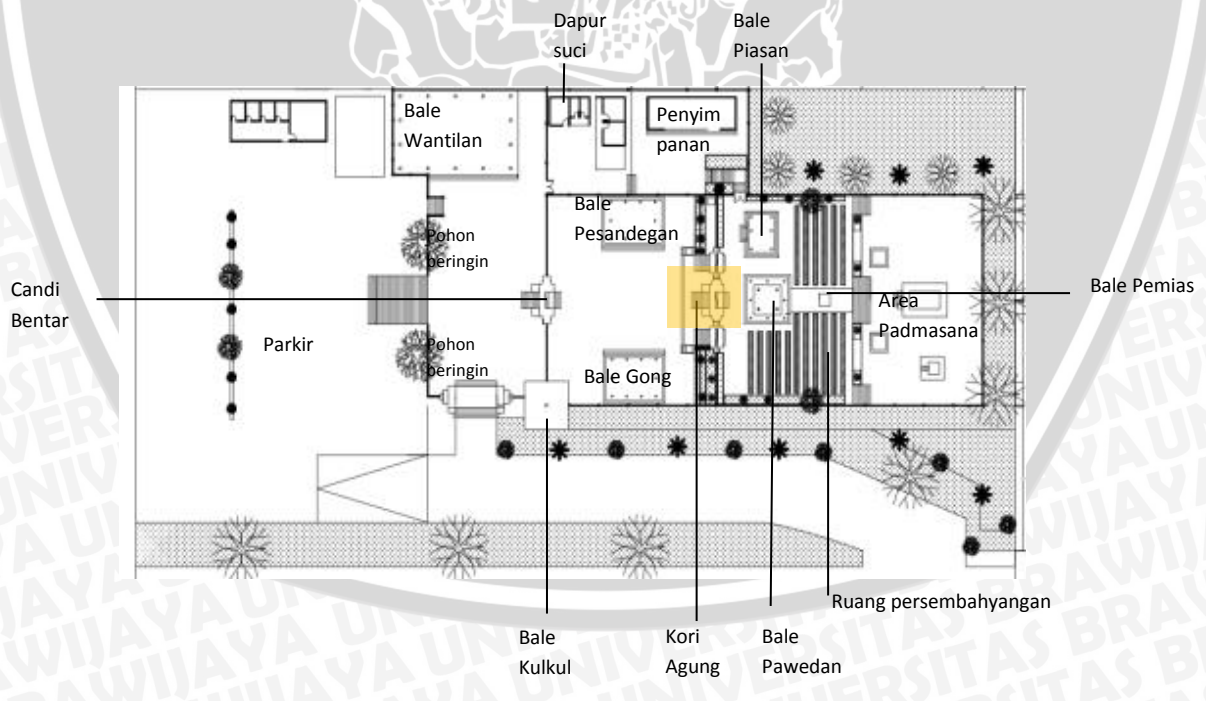 Dapur
suci
Bale
Piasan
Bale
Wantilan
Penyim
panan
Bale
Pesandegan
Pohon
beringin
Candi
Bentar
Bale Pemias
Area
Padmasana
Parkir
Pohon
beringin
Bale Gong
Ruang persembahyangan
Bale
Kulkul
Kori
Agung
Bale
Pawedan